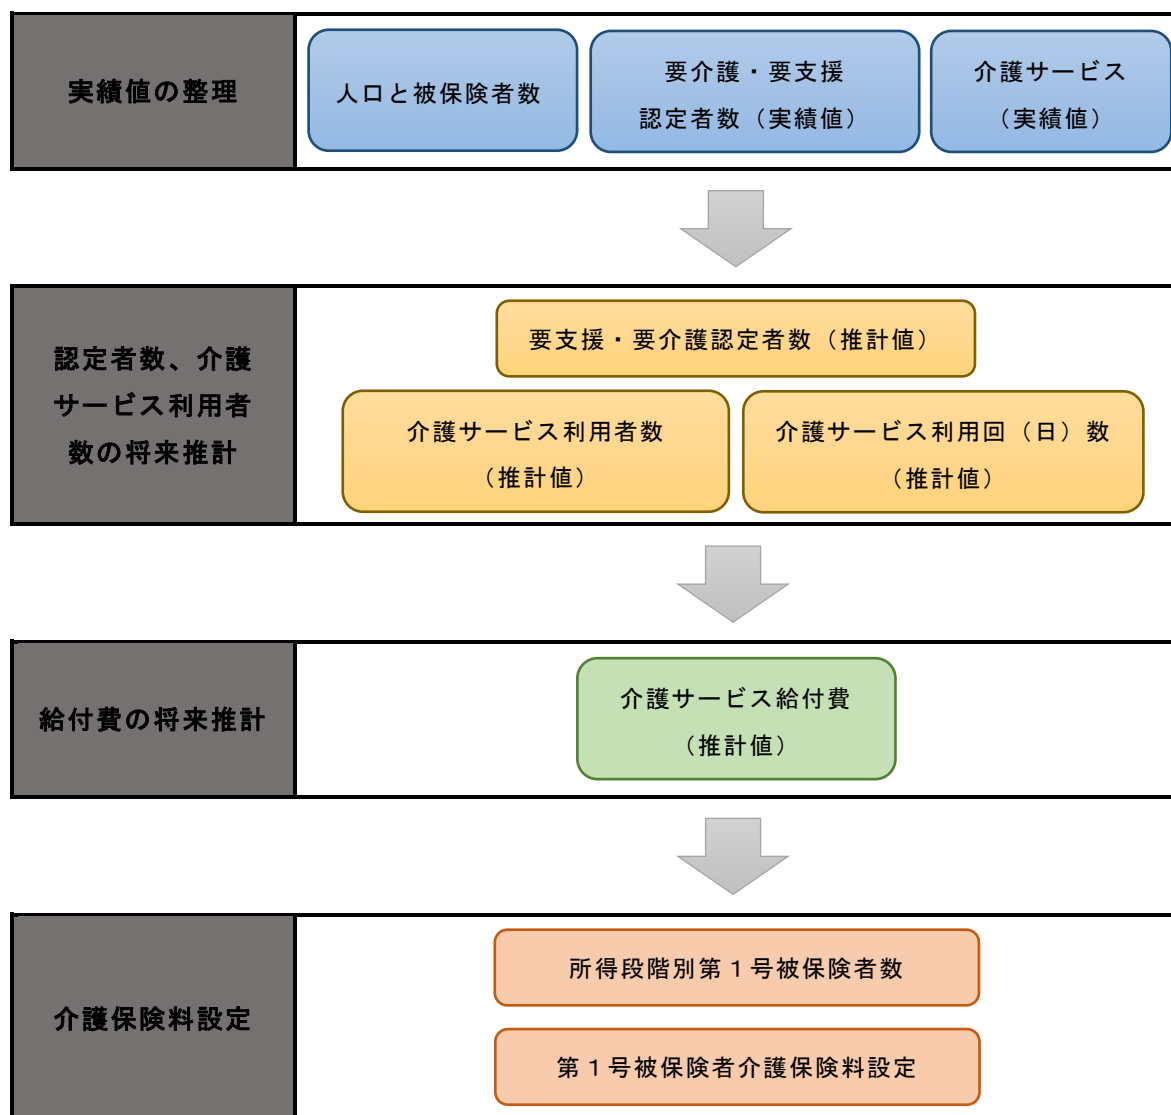 実績値の整理
人口と被保険者数
要介護・要支援
認定者数（実績値）
介護サービス
（実績値）
認定者数、介護
サービス利用者
数の将来推計
要支援・要介護認定者数（推計値）
介護サービス利用者数
（推計値）
介護サービス利用回（日）数
（推計値）
給付費の将来推計
介護サービス給付費
（推計値）
介護保険料設定
所得段階別第１号被保険者数
第１号被保険者介護保険料設定